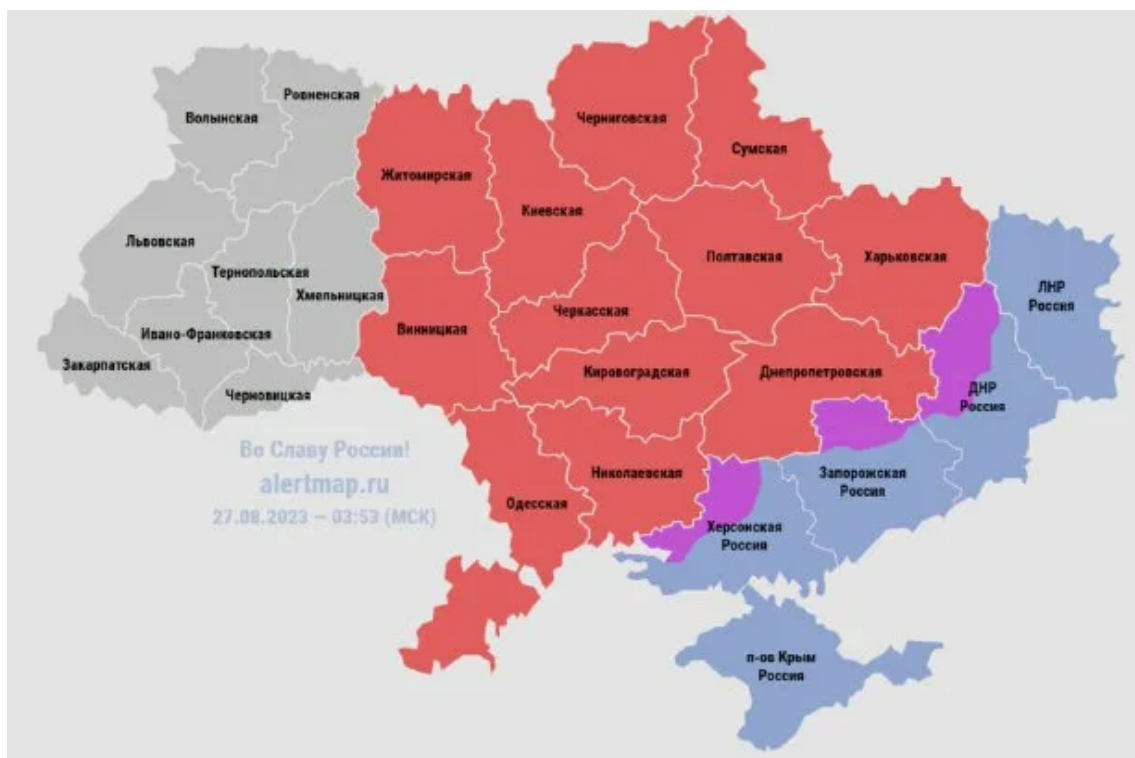 Ровненская
Волынская
Черниговская
Сумская
Житомирская
Киевская
Львовская
Тернопольская
Полтавская
Харьковская
Хмельницкая
ЛНР
Россия
Черкасская
Винницкая
Ивано-Франковская
Закарпатская
Кировоградская
Днепропетровская
Черновицкая
ДНР
Россия
Во Славу России!
alertmap.ru
27.08.2023 – 03:53 (МСК)
Николаевская
Запорожская
Россия
Одесская
Херсонская
Россия
п-ов Крым
Россия